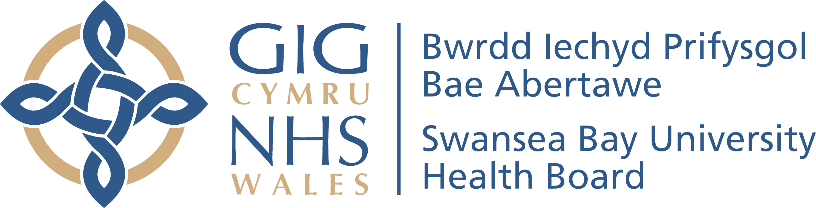 GIG
CYMRU
NHS
WALES
Bwrdd Iechyd Prifysgol
Bae Abertawe
Swansea Bay University
Health Board